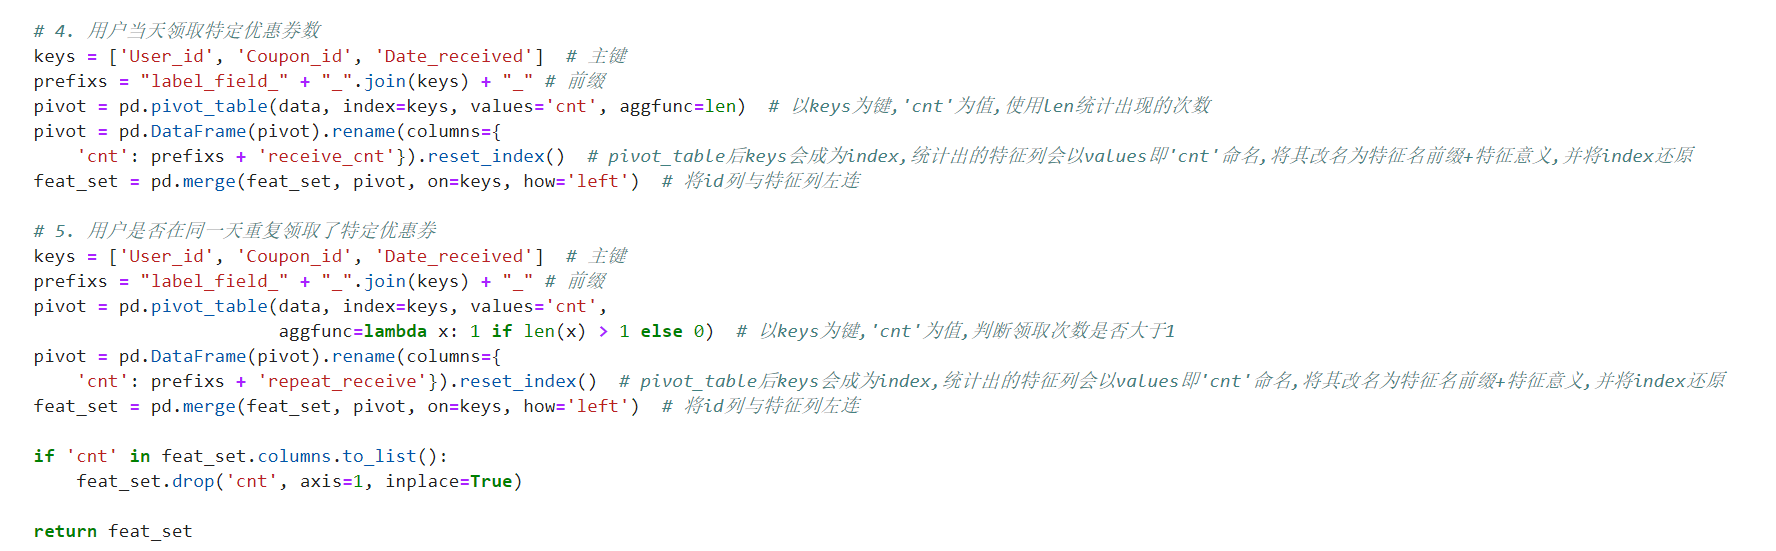 # 4. 用户当天领取特定优惠券数
keys = ['User_id', 'Coupon_id', 'Date_received']  # 主键
prefixs = "label_field_" + "_".join(keys) + "_" # 前缀
pivot = pd.pivot_table(data, index=keys, values='cnt', aggfunc=len)  # 以keys为键,'cnt'为值,使用len统计出现的次数
pivot = pd.DataFrame(pivot).rename(columns={
    'cnt': prefixs + 'receive_cnt'}).reset_index()  # pivot_table后keys会成为index,统计出的特征列会以values即'cnt'命名,将其改名为特征名前缀+特征意义,并将index还原
feat_set = pd.merge(feat_set, pivot, on=keys, how='left')  # 将id列与特征列左连

# 5. 用户是否在同一天重复领取了特定优惠券
keys = ['User_id', 'Coupon_id', 'Date_received']  # 主键
prefixs = "label_field_" + "_".join(keys) + "_" # 前缀
pivot = pd.pivot_table(data, index=keys, values='cnt',
                       aggfunc=lambda x: 1 if len(x) > 1 else 0)  # 以keys为键,'cnt'为值,判断领取次数是否大于1
pivot = pd.DataFrame(pivot).rename(columns={
    'cnt': prefixs + 'repeat_receive'}).reset_index()  # pivot_table后keys会成为index,统计出的特征列会以values即'cnt'命名,将其改名为特征名前缀+特征意义,并将index还原
feat_set = pd.merge(feat_set, pivot, on=keys, how='left')  # 将id列与特征列左连

if 'cnt' in feat_set.columns.to_list():
    feat_set.drop('cnt', axis=1, inplace=True)

return feat_set